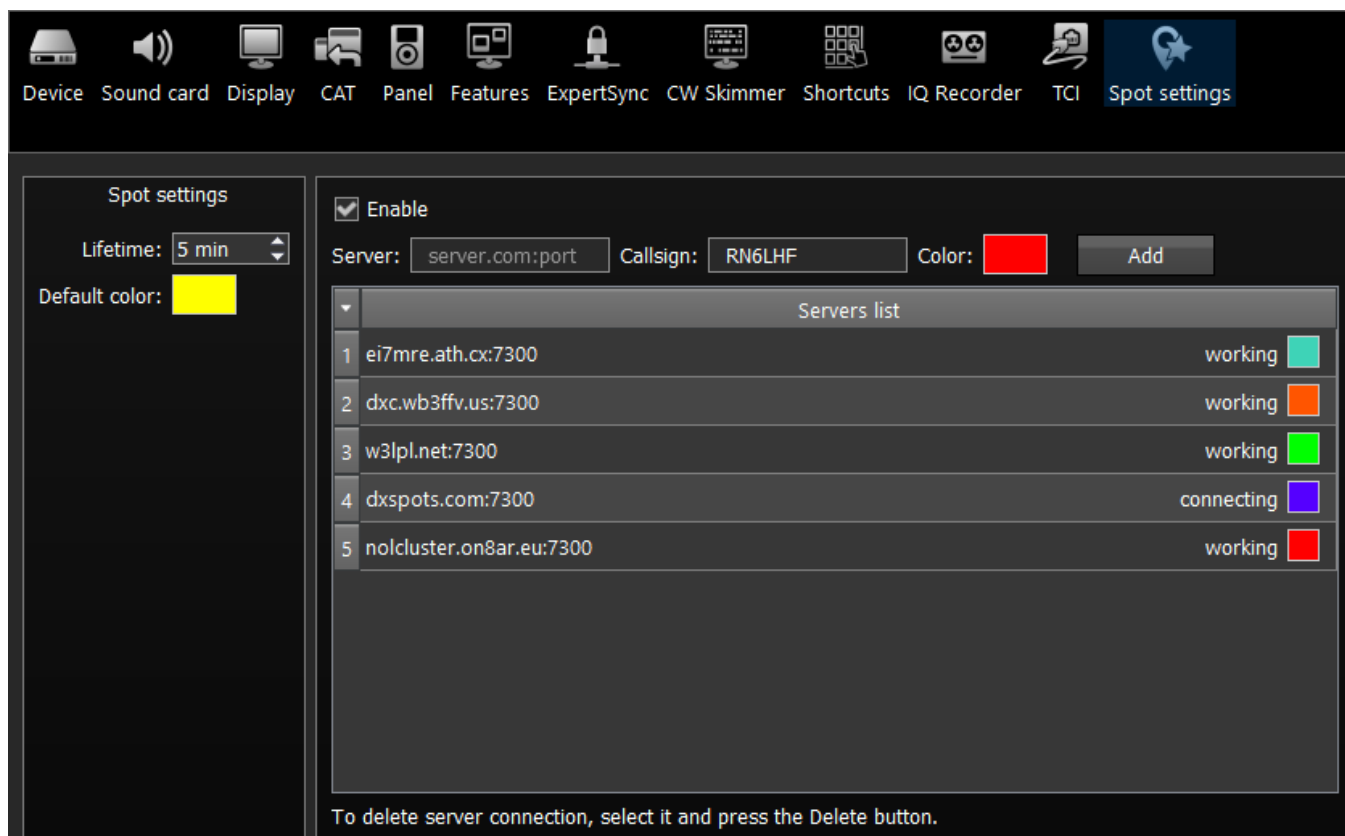 Device Sound card Display CAT Panel Features ExpertSync CW Skimmer Shortcuts IQ Recorder TCI Spot settings
Spot settings
Lifetime: 5 min
Default color:
Enable
Server: server.com:port Callsign: RN6LHF Color: Add
Servers list
1 ei7mre.ath.cx:7300 working
2 dxc.wb3ffv.us:7300 working
3 w3lpl.net:7300 working
4 dxspots.com:7300 connecting
5 nolcluster.on8ar.eu:7300 working
To delete server connection, select it and press the Delete button.